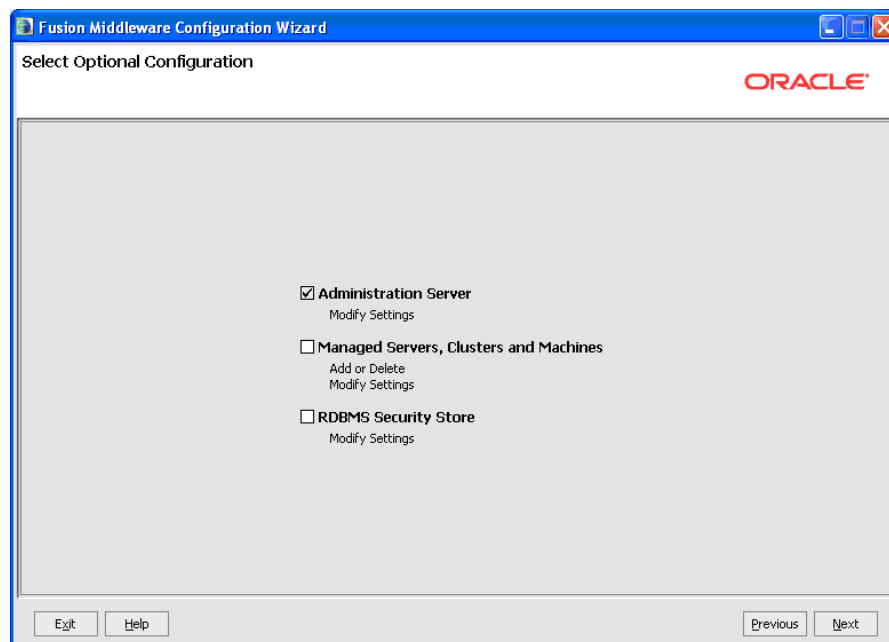 Fusion Middleware Configuration Wizard
Select Optional Configuration
ORACLE
Administration Server
Modify Settings
Managed Servers, Clusters and Machines
Add or Delete
Modify Settings
RDBMS Security Store
Modify Settings
Exit
Help
Previous
Next